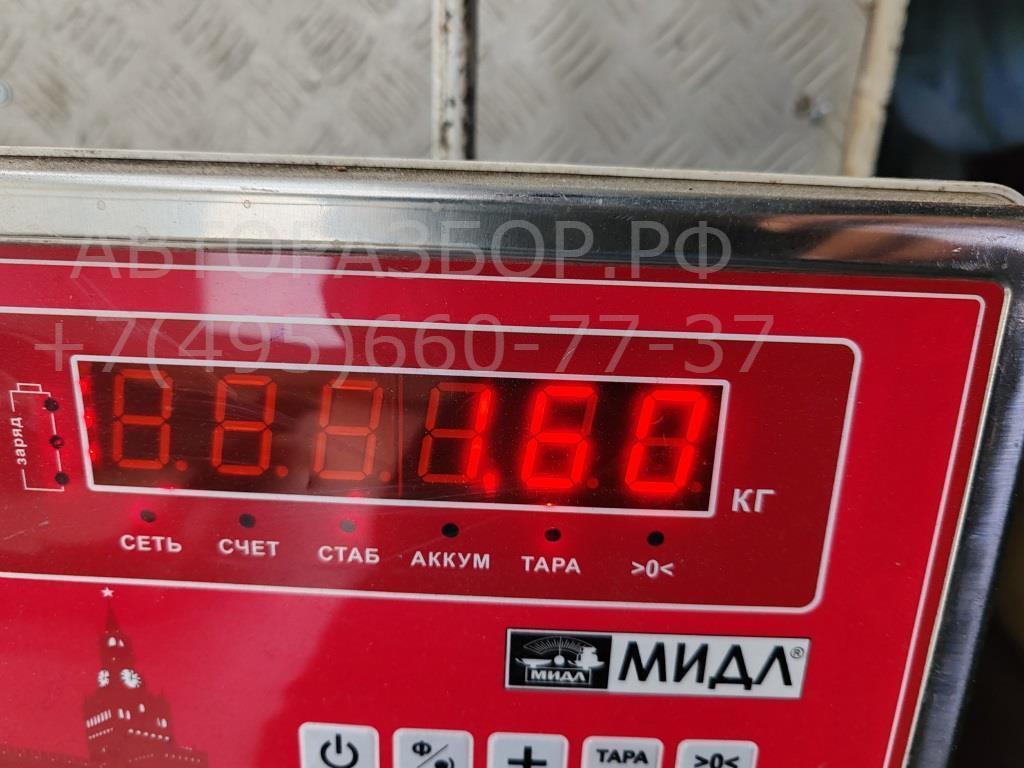 АВТОРАЗБОР.РФ
+7(495)660-77-37
заряд
1.60 КГ
СЕТЬ СЧЕТ СТАБ АККУМ ТАРА >0<
МИДЛ МИДЛ®
Ф ТАРА >0<